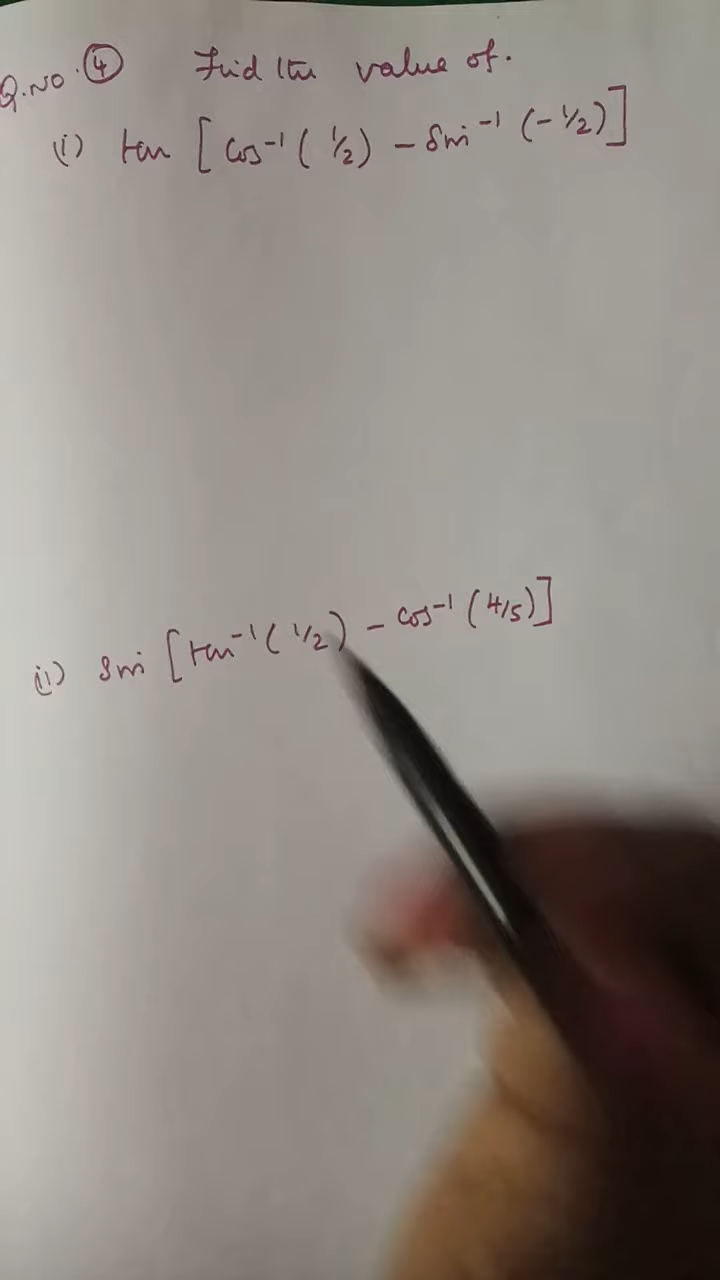 Q.NO. ④ Find the value of.
(i) tan [cos⁻¹(1/2) – sin⁻¹(-1/2)]
(ii) sin [tan⁻¹(1/2) – cos⁻¹(4/5)]